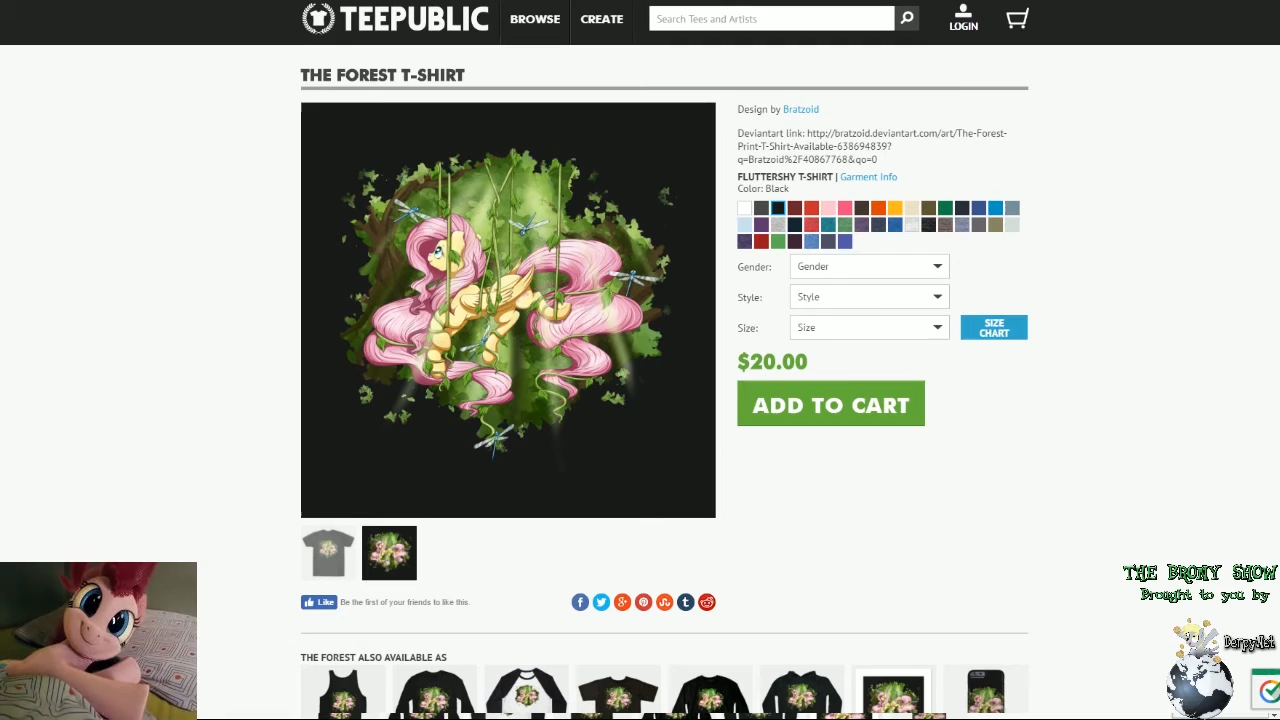 TEEPUBLIC
BROWSE
CREATE
Search Tees and Artists
LOGIN
THE FOREST T-SHIRT
Design by Bratzoid
Deviantart link: http://bratzoid.deviantart.com/art/The-Forest-
Print-T-Shirt-Available-638694839?
q=Bratzoid%2F40867768&qo=0
FLUTTERSHY T-SHIRT | Garment Info
Color: Black
Gender: Gender
Style: Style
Size: Size
SIZE
CHART
$20.00
ADD TO CART
Like Be the first of your friends to like this.
THE FOREST ALSO AVAILABLE AS
THE BRONY SHOW
Brought to you by